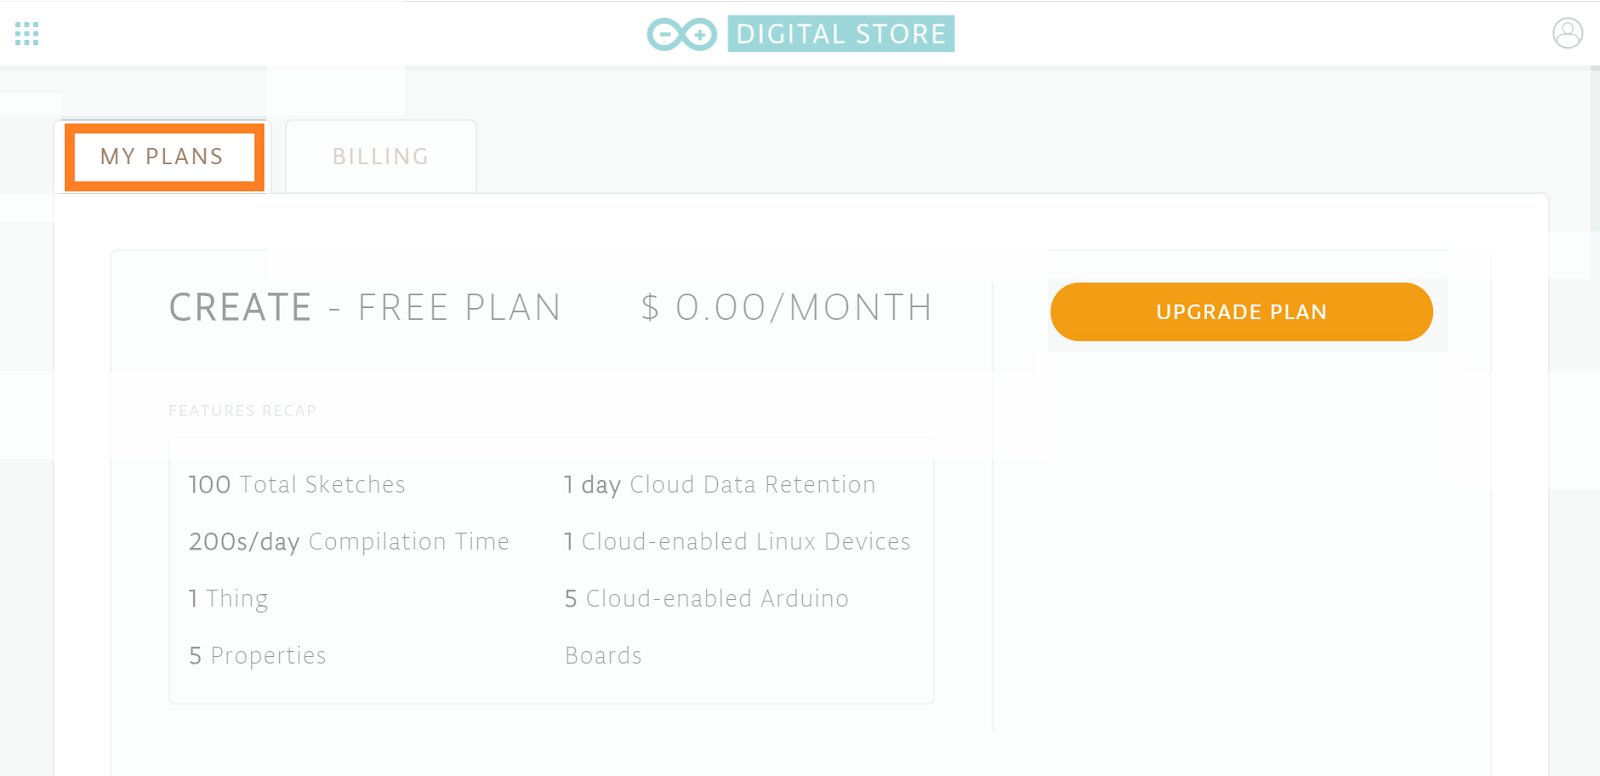 DIGITAL STORE
MY PLANS
BILLING
CREATE - FREE PLAN
$ 0.00/MONTH
UPGRADE PLAN
FEATURES RECAP
100 Total Sketches
200s/day Compilation Time
1 Thing
5 Properties
1 day Cloud Data Retention
1 Cloud-enabled Linux Devices
5 Cloud-enabled Arduino
Boards